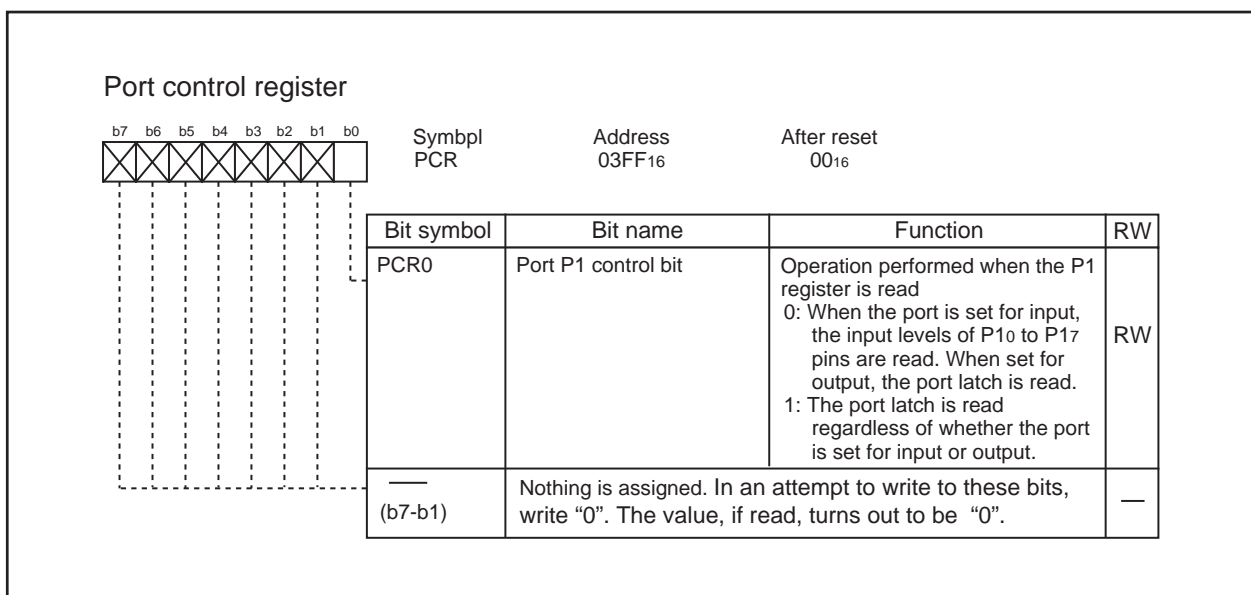 Port control register
b7 b6 b5 b4 b3 b2 b1 b0
Symbpl Address After reset
PCR 03FF16 0016
Bit symbol Bit name Function RW
PCR0 Port P1 control bit Operation performed when the P1
register is read
0: When the port is set for input,
the input levels of P10 to P17
pins are read. When set for
output, the port latch is read.
1: The port latch is read
regardless of whether the port
is set for input or output.
RW
(b7-b1)
Nothing is assigned. In an attempt to write to these bits,
write “0”. The value, if read, turns out to be “0”.
—